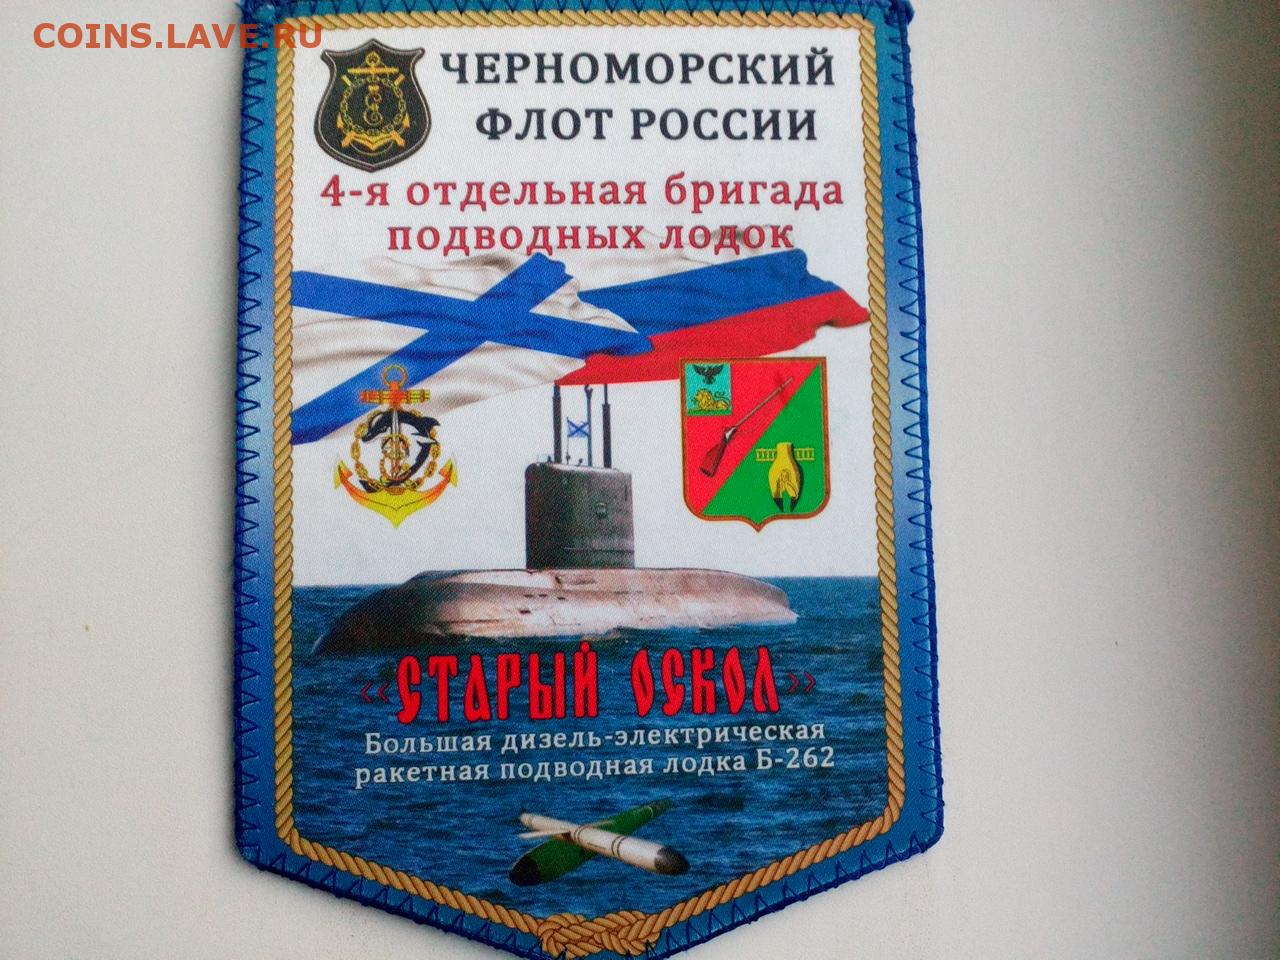 COINS.LAVE.RU
ЧЕРНОМОРСКИЙ
ФЛОТ РОССИИ
4-я отдельная бригада
подводных лодок
«СТАРЫЙ ОСКОЛ»
Большая дизель-электрическая
ракетная подводная лодка Б-262